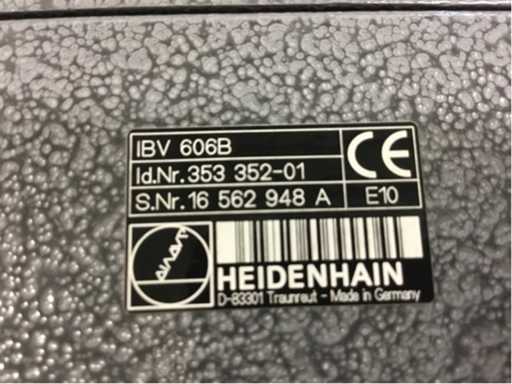 IBV 606B
Id.Nr. 353 352-01
S.Nr. 16 562 948 A
E10
CE
DIADUR
HEIDENHAIN
D-83301 Traunreut - Made in Germany